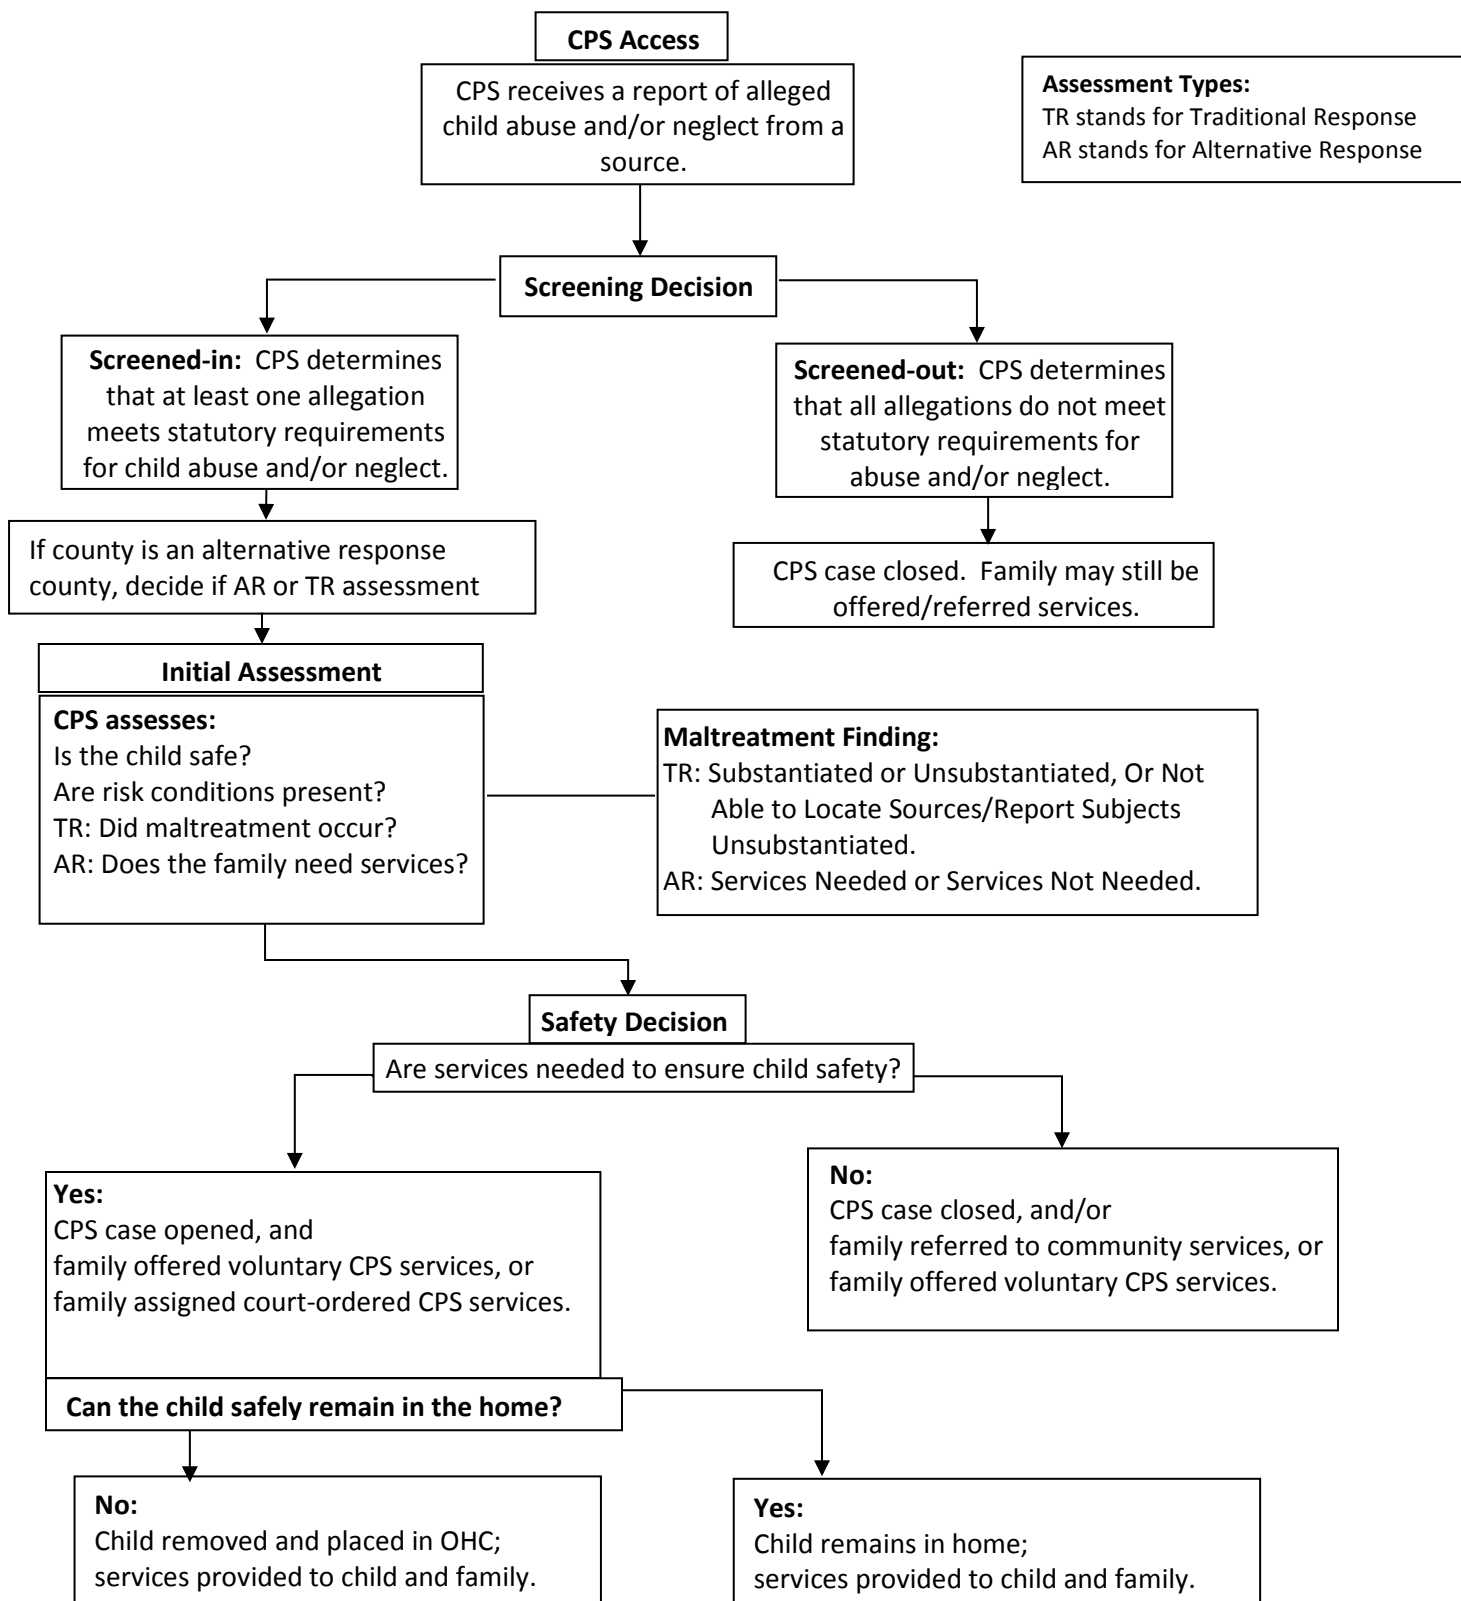 CPS Access
CPS receives a report of alleged
child abuse and/or neglect from a
source.
Assessment Types:
TR stands for Traditional Response
AR stands for Alternative Response
Screening Decision
Screened-in: CPS determines
that at least one allegation
meets statutory requirements
for child abuse and/or neglect.
Screened-out: CPS determines
that all allegations do not meet
statutory requirements for
abuse and/or neglect.
If county is an alternative response
county, decide if AR or TR assessment
CPS case closed. Family may still be
offered/referred services.
Initial Assessment
CPS assesses:
Is the child safe?
Are risk conditions present?
TR: Did maltreatment occur?
AR: Does the family need services?
Maltreatment Finding:
TR: Substantiated or Unsubstantiated, Or Not
Able to Locate Sources/Report Subjects
Unsubstantiated.
AR: Services Needed or Services Not Needed.
Safety Decision
Are services needed to ensure child safety?
Yes:
CPS case opened, and
family offered voluntary CPS services, or
family assigned court-ordered CPS services.
No:
CPS case closed, and/or
family referred to community services, or
family offered voluntary CPS services.
Can the child safely remain in the home?
No:
Child removed and placed in OHC;
services provided to child and family.
Yes:
Child remains in home;
services provided to child and family.